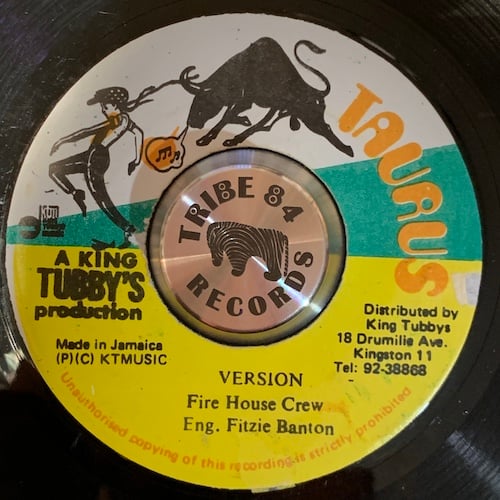 TAURUS
TRIBE 84
RECORDS
A KING
TUBBY'S
production
Made in Jamaica
(P)(C) KTMUSIC
Distributed by
King Tubbys
18 Drumilie Ave.
Kingston 11
Tel: 92-38868
VERSION
Fire House Crew
Eng. Fitzie Banton
Unauthorised copying of this recording is strictly prohibited